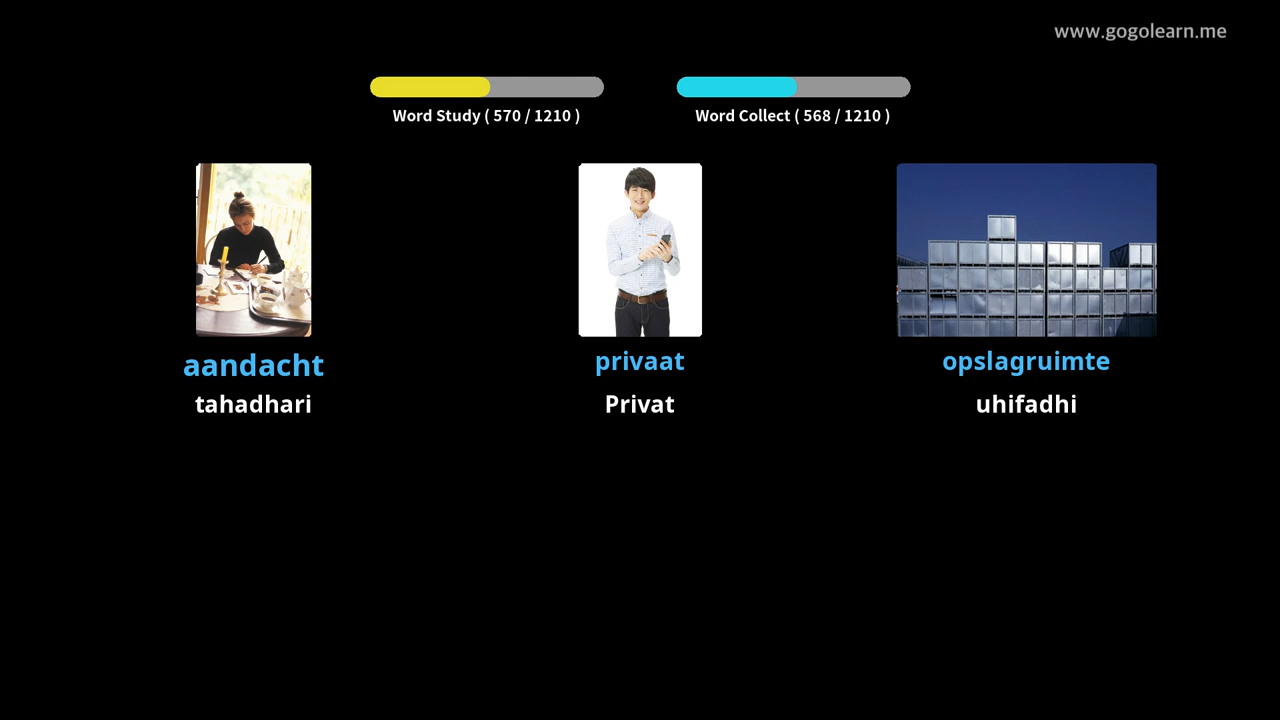 www.gogolearn.me
Word Study ( 570 / 1210 )
Word Collect ( 568 / 1210 )
aandacht
privaat
opslagruimte
tahadhari
Privat
uhifadhi